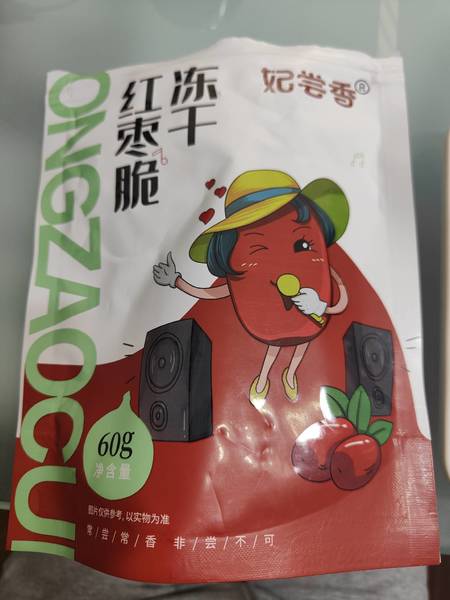 妃尝香®
冻干
红枣脆
ONGZAOCUI
60g
净含量
图片仅供参考,以实物为准
常/尝/常/香 非/尝/不/可